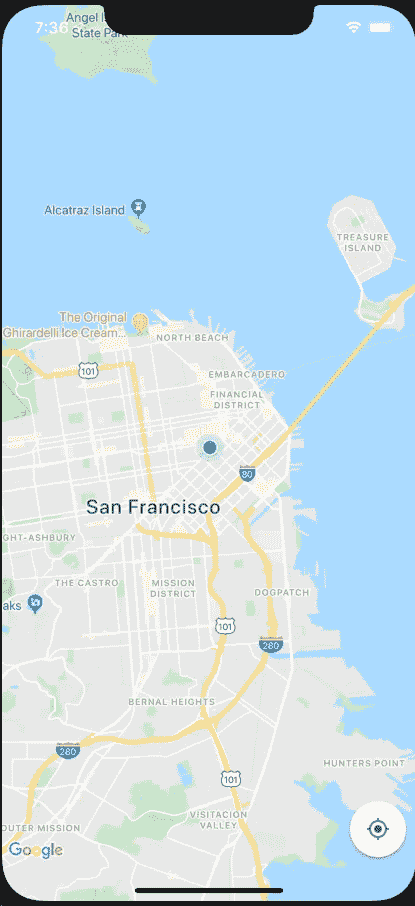 7:36
Angel I
State Park
Alcatraz Island
TREASURE
ISLAND
The Original
Ghirardelli Ice Cream...
NORTH BEACH
101
EMBARCADERO
FINANCIAL
DISTRICT
80
San Francisco
GHT-ASHBURY
THE CASTRO
MISSION
DISTRICT
DOGPATCH
aks
101
280
BERNAL HEIGHTS
280
HUNTERS POINT
101
VISITACION
VALLEY
OUTER MISSION
Google